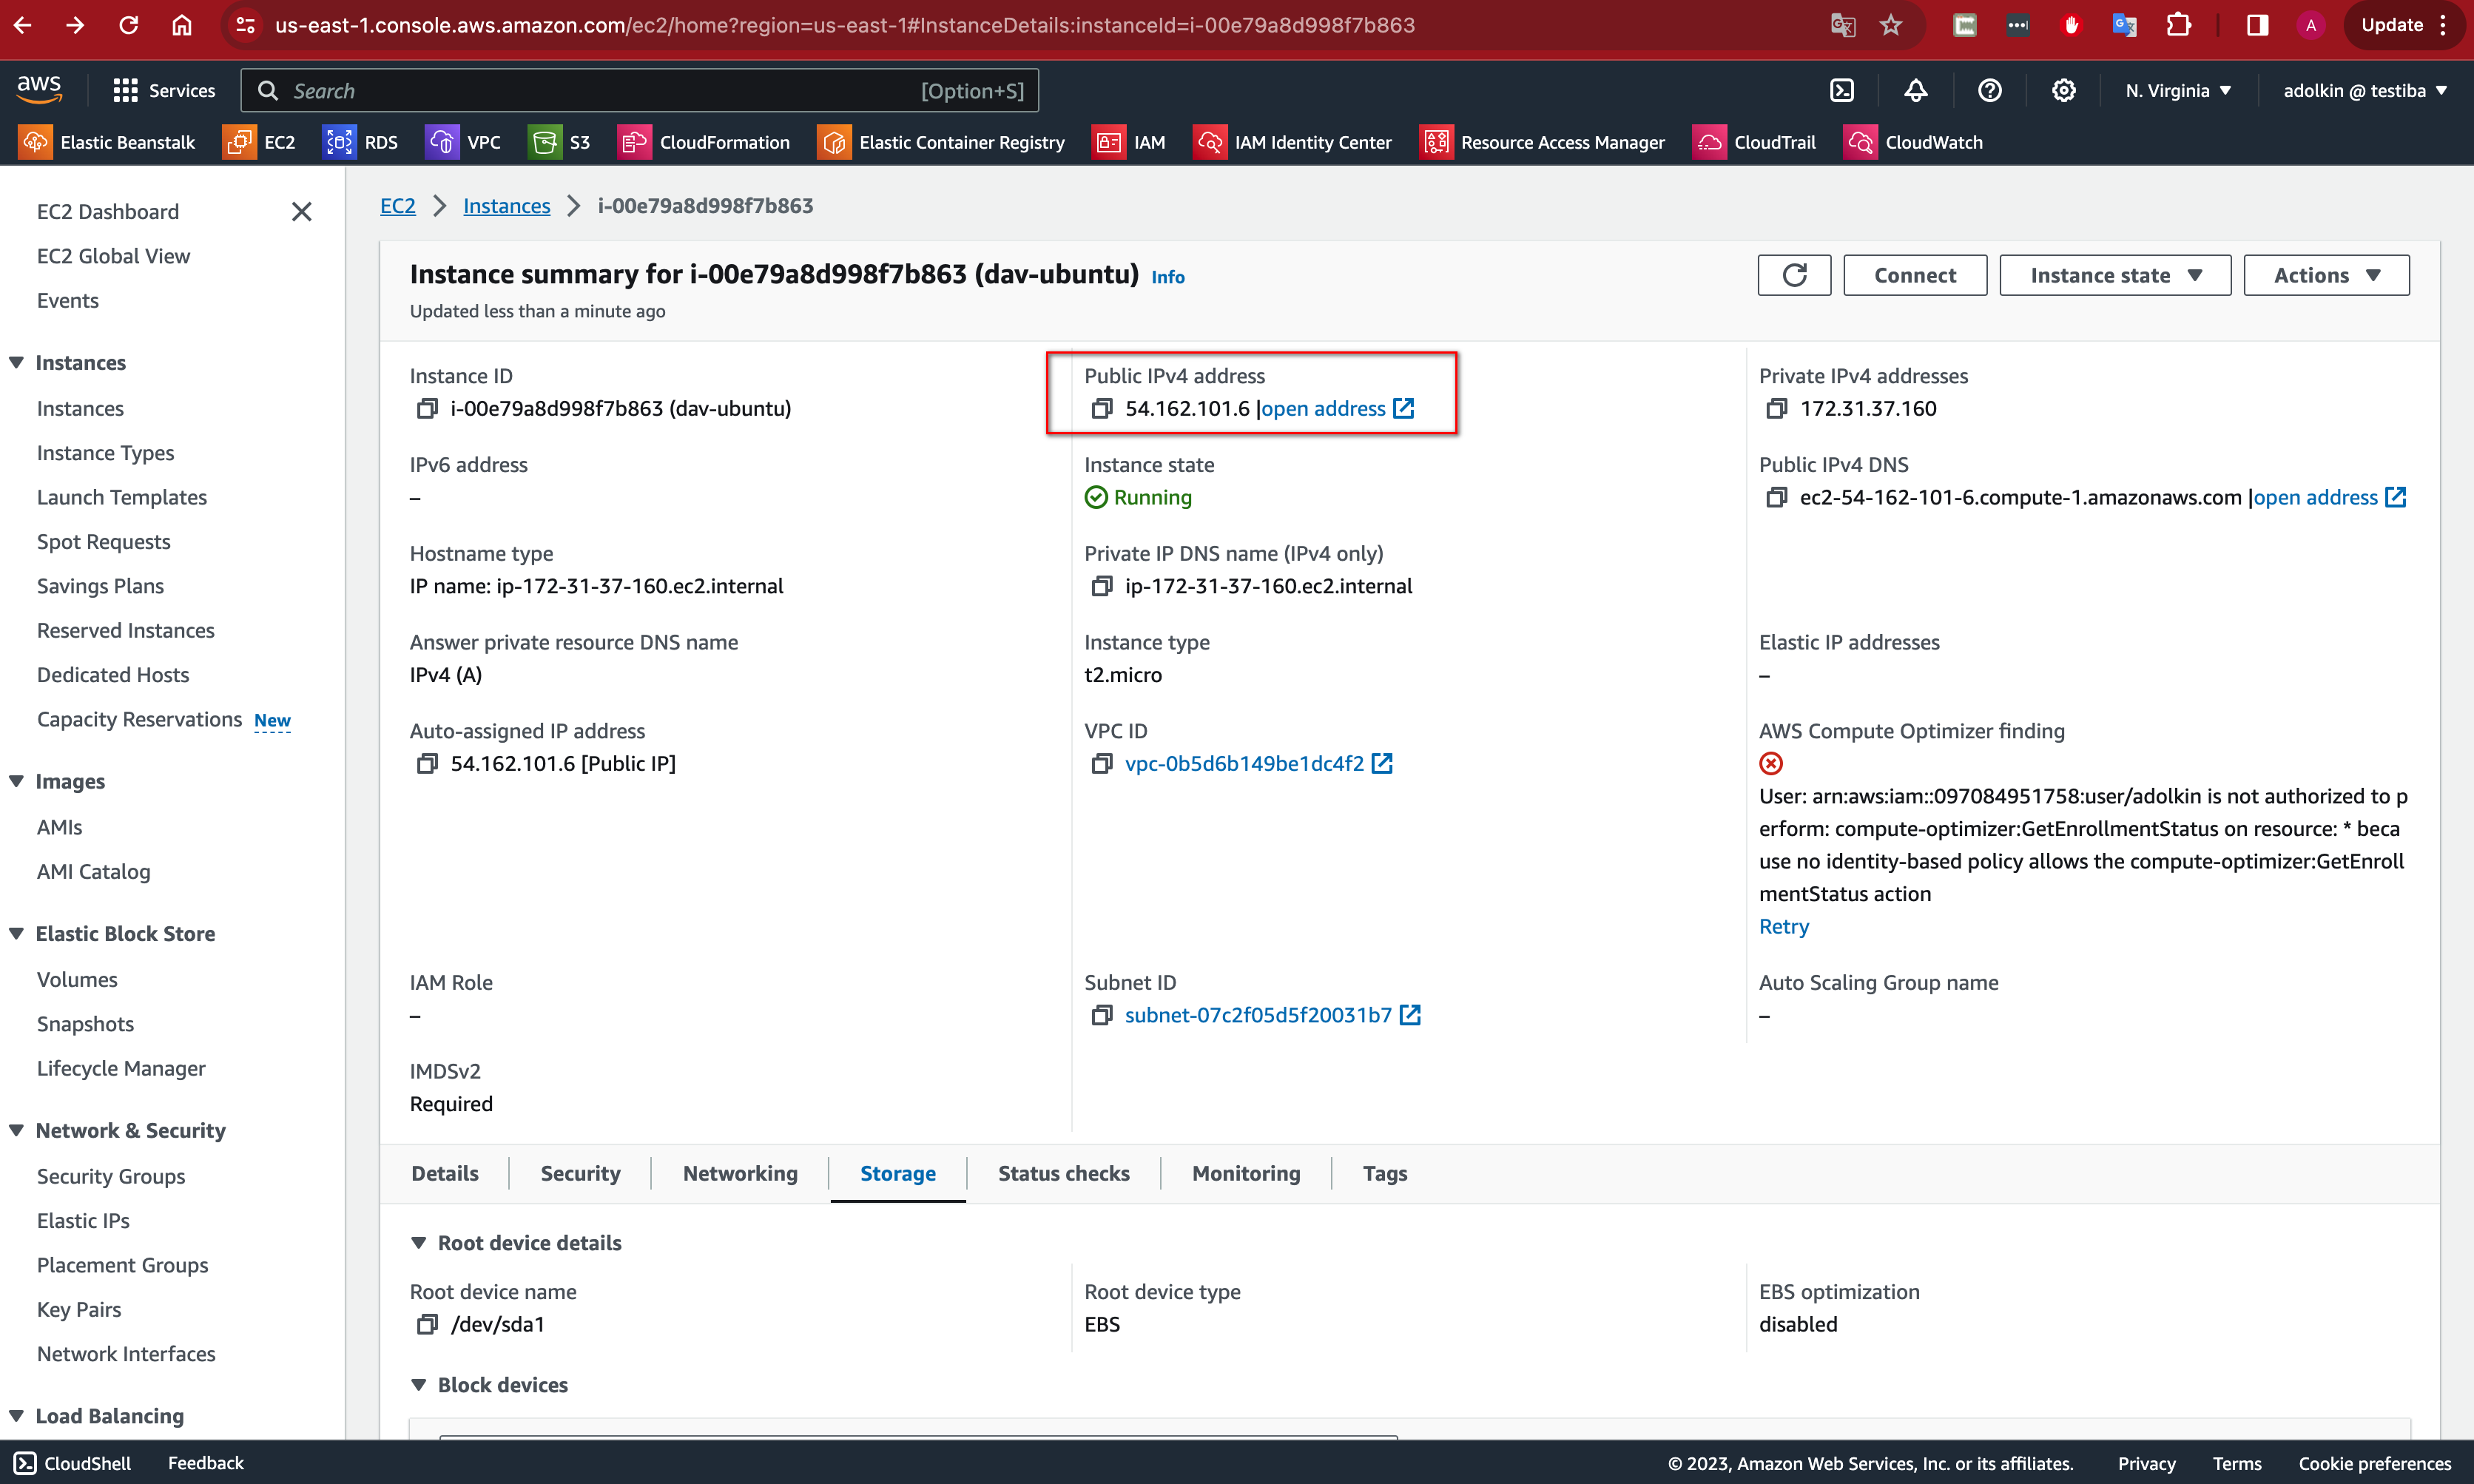 us-east-1.console.aws.amazon.com/ec2/home?region=us-east-1#InstanceDetails:instanceId=i-00e79a8d998f7b863
A
Update
aws
Services
Search
[Option+S]
N. Virginia
adolkin @ testiba
Elastic Beanstalk
EC2
RDS
VPC
S3
CloudFormation
Elastic Container Registry
IAM
IAM Identity Center
Resource Access Manager
CloudTrail
CloudWatch
EC2 Dashboard
EC2 Global View
Events
Instances
Instances
Instance Types
Launch Templates
Spot Requests
Savings Plans
Reserved Instances
Dedicated Hosts
Capacity Reservations New
Images
AMIs
AMI Catalog
Elastic Block Store
Volumes
Snapshots
Lifecycle Manager
Network & Security
Security Groups
Elastic IPs
Placement Groups
Key Pairs
Network Interfaces
Load Balancing
EC2
Instances
i-00e79a8d998f7b863
Instance summary for i-00e79a8d998f7b863 (dav-ubuntu) Info
Updated less than a minute ago
Connect
Instance state
Actions
Instance ID
i-00e79a8d998f7b863 (dav-ubuntu)
Public IPv4 address
54.162.101.6 |open address
Private IPv4 addresses
172.31.37.160
IPv6 address
–
Instance state
Running
Public IPv4 DNS
ec2-54-162-101-6.compute-1.amazonaws.com |open address
Hostname type
IP name: ip-172-31-37-160.ec2.internal
Private IP DNS name (IPv4 only)
ip-172-31-37-160.ec2.internal
Answer private resource DNS name
IPv4 (A)
Instance type
t2.micro
Elastic IP addresses
–
Auto-assigned IP address
54.162.101.6 [Public IP]
VPC ID
vpc-0b5d6b149be1dc4f2
AWS Compute Optimizer finding
User: arn:aws:iam::097084951758:user/adolkin is not authorized to p
erform: compute-optimizer:GetEnrollmentStatus on resource: * beca
use no identity-based policy allows the compute-optimizer:GetEnroll
mentStatus action
Retry
IAM Role
–
Subnet ID
subnet-07c2f05d5f20031b7
Auto Scaling Group name
–
IMDSv2
Required
Details
Security
Networking
Storage
Status checks
Monitoring
Tags
Root device details
Root device name
/dev/sda1
Root device type
EBS
EBS optimization
disabled
Block devices
CloudShell
Feedback
© 2023, Amazon Web Services, Inc. or its affiliates.
Privacy
Terms
Cookie preferences